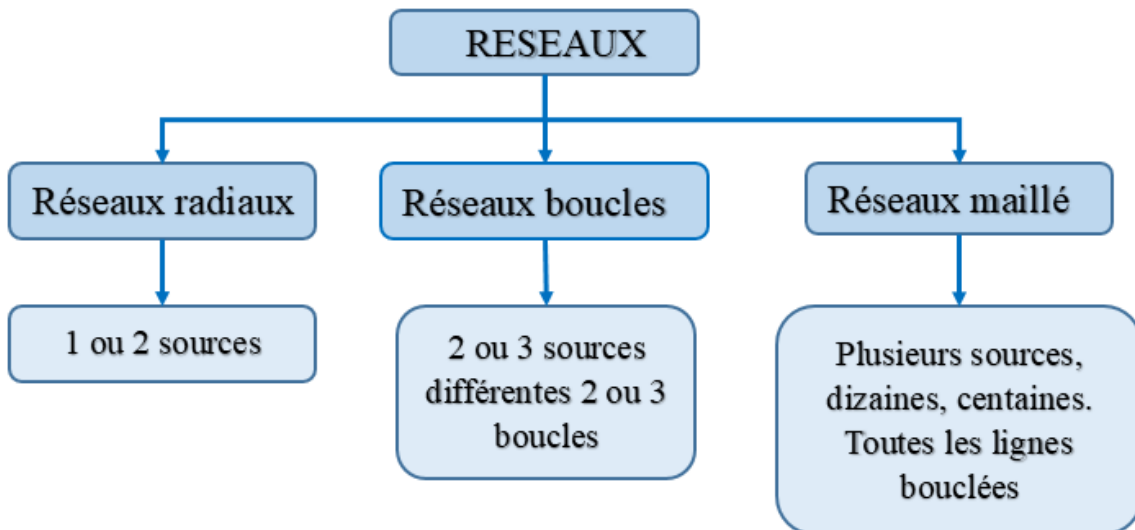 RESEAUX
Réseaux radiaux
Réseaux boucles
Réseaux maillé
1 ou 2 sources
2 ou 3 sources
différentes 2 ou 3
boucles
Plusieurs sources,
dizaines, centaines.
Toutes les lignes
bouclées